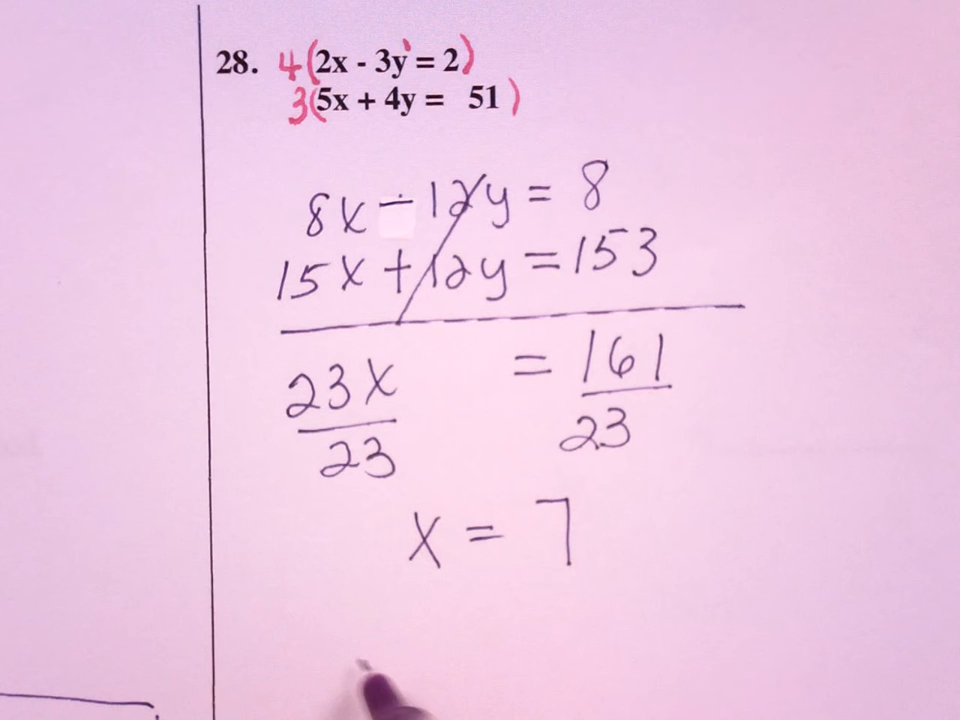 28. 4(2x - 3y = 2)
3(5x + 4y = 51)
8x - 12y = 8
15x + 12y = 153
23x = 161
23 23
x = 7